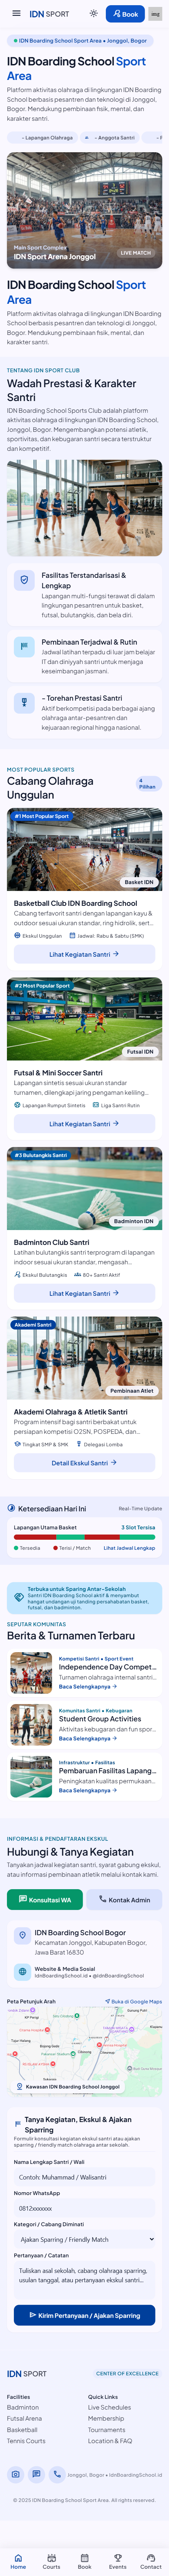 IDN SPORT
Book
IDN Boarding School Sport Area • Jonggol, Bogor
IDN Boarding School Sport
Area
Platform aktivitas olahraga di lingkungan IDN Boarding
School berbasis pesantren dan teknologi di Jonggol,
Bogor. Mendukung pembinaan fisik, mental, dan
karakter santri.
- Lapangan Olahraga
- Anggota Santri
Main Sport Complex
IDN Sport Arena Jonggol
LIVE MATCH
IDN Boarding School Sport
Area
Platform aktivitas olahraga di lingkungan IDN Boarding
School berbasis pesantren dan teknologi di Jonggol,
Bogor. Mendukung pembinaan fisik, mental, dan
karakter santri.
TENTANG IDN SPORT CLUB
Wadah Prestasi & Karakter
Santri
IDN Boarding School Sports Club adalah platform
aktivitas olahraga santri di lingkungan IDN Boarding School,
Jonggol, Bogor. Mengembangkan potensi atletik,
sportivitas, dan kebugaran santri secara terstruktur
dan kompetitif.
Fasilitas Terstandarisasi &
Lengkap
Lapangan multi-fungsi terawat di dalam
lingkungan pesantren untuk basket,
futsal, bulutangkis, dan bela diri.
Pembinaan Terjadwal & Rutin
Jadwal latihan terpadu di luar jam belajar
IT dan diniyyah untuk menjamin
keseimbangan jasmani.
- Torehan Prestasi Santri
Aktif berkompetisi pada berbagai ajang
olahraga antar-pesantren dan
kejuaraan regional hingga nasional.
MOST POPULAR SPORTS
Cabang Olahraga
Unggulan
4
Pilihan
#1 Most Popular Sport
Basket IDN
Basketball Club IDN Boarding School
Cabang terfavorit santri dengan lapangan kayu &
outdoor sesuai ukuran standar, ring hidrolik, sert...
Ekskul Unggulan
Jadwal: Rabu & Sabtu (SMK)
Lihat Kegiatan Santri →
#2 Most Popular Sport
Futsal IDN
Futsal & Mini Soccer Santri
Lapangan sintetis sesuai ukuran standar
turnamen, dilengkapi jaring pengaman keliling...
Lapangan Rumput Sintetis
Liga Santri Rutin
Lihat Kegiatan Santri →
#3 Bulutangkis Santri
Badminton IDN
Badminton Club Santri
Latihan bulutangkis terprogram di lapangan
indoor sesuai ukuran standar, mengasah...
Ekskul Bulutangkis
80+ Santri Aktif
Lihat Kegiatan Santri →
Akademi Santri
Pembinaan Atlet
Akademi Olahraga & Atletik Santri
Program intensif bagi santri berbakat untuk
persiapan kompetisi O2SN, POSPEDA, dan...
Tingkat SMP & SMK
Delegasi Lomba
Detail Ekskul Santri →
Ketersediaan Hari Ini
Real-Time Update
Lapangan Utama Basket
3 Slot Tersisa
Tersedia
Terisi / Match
Lihat Jadwal Lengkap
Terbuka untuk Sparing Antar-Sekolah
Santri IDN Boarding School aktif & menyambut
hangat undangan uji tanding persahabatan basket,
futsal, dan badminton.
SEPUTAR KOMUNITAS
Berita & Turnamen Terbaru
Kompetisi Santri • Sport Event
Independence Day Compet...
Turnamen olahraga internal santri...
Baca Selengkapnya →
Komunitas Santri • Kebugaran
Student Group Activities
Aktivitas kebugaran dan fun spor...
Baca Selengkapnya →
Infrastruktur • Fasilitas
Pembaruan Fasilitas Lapang...
Peningkatan kualitas permukaan...
Baca Selengkapnya →
INFORMASI & PENDAFTARAN EKSKUL
Hubungi & Tanya Kegiatan
Tanyakan jadwal kegiatan santri, syarat ekskul,
atau permohonan latih tanding atletik sekolah.
Konsultasi WA
Kontak Admin
IDN Boarding School Bogor
Kecamatan Jonggol, Kabupaten Bogor,
Jawa Barat 16830
Website & Media Sosial
IdnBoardingSchool.id • @idnBoardingSchool
Peta Petunjuk Arah
Buka di Google Maps
Kawasan IDN Boarding School Jonggol
Tanya Kegiatan, Ekskul & Ajakan
Sparring
Formulir konsultasi kegiatan ekskul santri atau ajakan
sparring / friendly match olahraga antar sekolah.
Nama Lengkap Santri / Wali
Contoh: Muhammad / Walisantri
Nomor WhatsApp
0812xxxxxxx
Kategori / Cabang Diminati
Ajakan Sparring / Friendly Match
Pertanyaan / Catatan
Tuliskan asal sekolah, cabang olahraga sparring,
usulan tanggal, atau pertanyaan ekskul santri...
Kirim Pertanyaan / Ajakan Sparing
IDN SPORT
CENTER OF EXCELLENCE
Facilities
Quick Links
Badminton
Live Schedules
Futsal Arena
Membership
Basketball
Tournaments
Tennis Courts
Location & FAQ
Jonggol, Bogor • IdnBoardingSchool.id
© 2025 IDN Boarding School Sport Area. All rights reserved.
Home
Courts
Book
Events
Contact